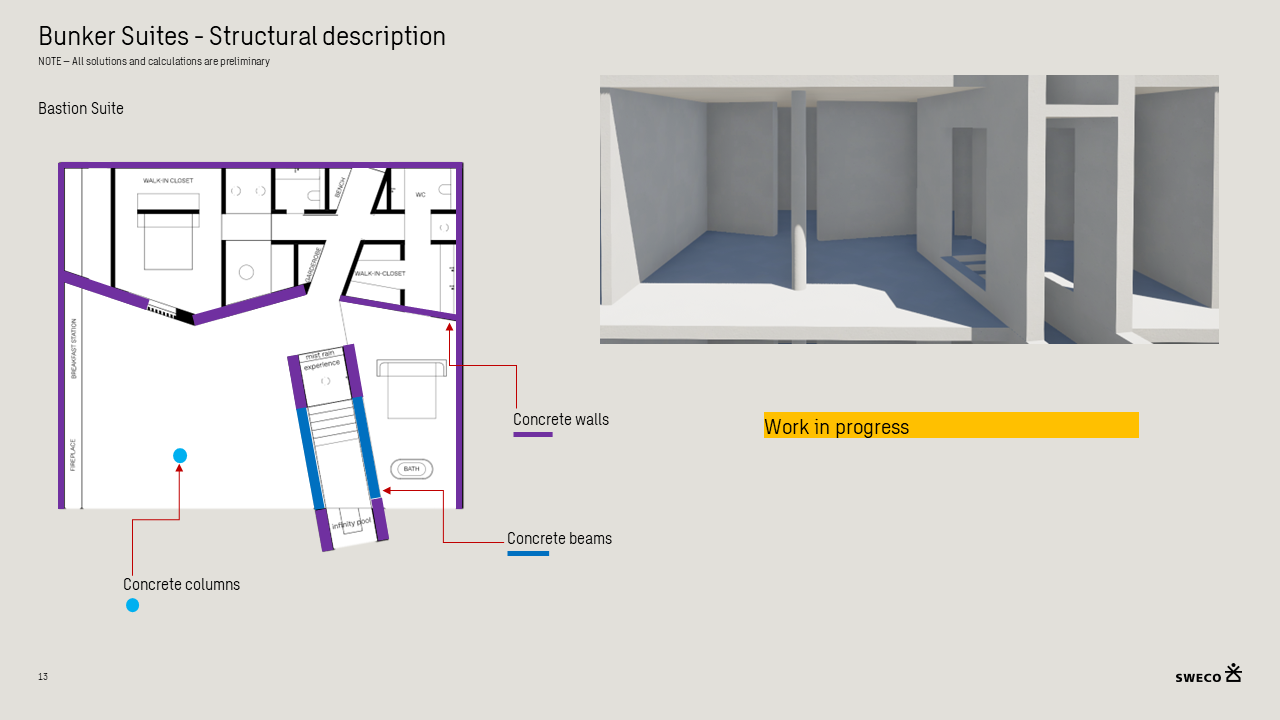 Bunker Suites - Structural description
NOTE – All solutions and calculations are preliminary
Bastion Suite
WALK-IN CLOSET
BENCH
WC
GARDEROBE
WALK-IN-CLOSET
BREAKFAST STATION
mist rain
experience
FIREPLACE
BATH
infinity pool
Concrete walls
Work in progress
Concrete beams
Concrete columns
13
SWECO